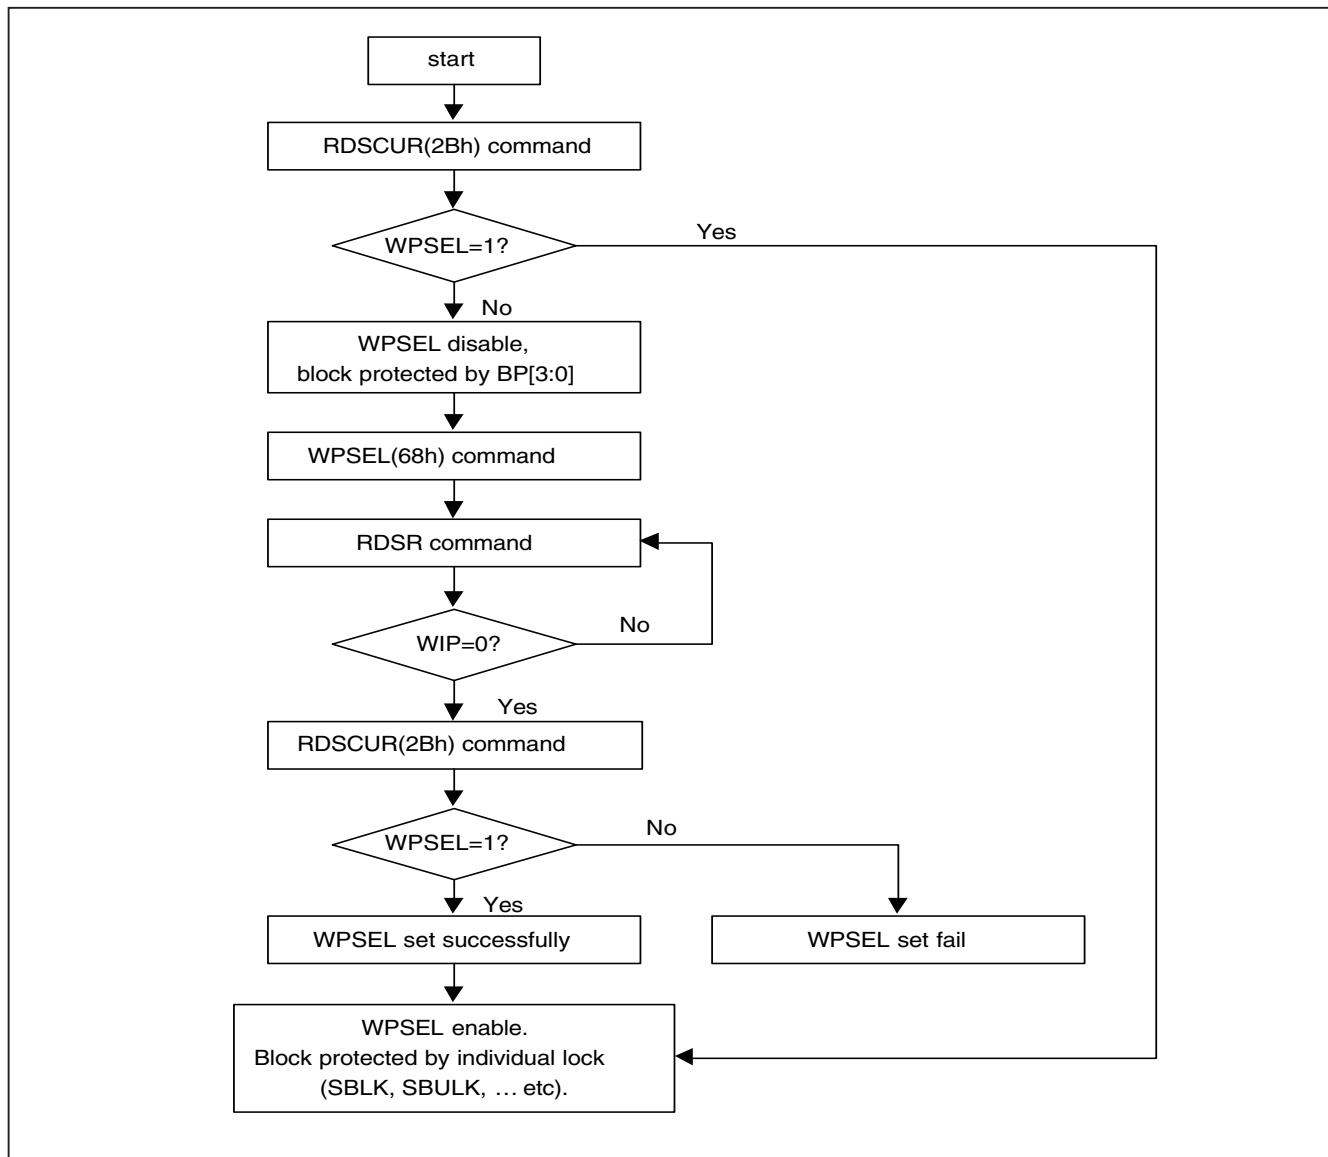 start
RDSCUR(2Bh) command
WPSEL=1?
Yes
No
WPSEL disable,
block protected by BP[3:0]
WPSEL(68h) command
RDSR command
WIP=0?
No
Yes
RDSCUR(2Bh) command
WPSEL=1?
No
Yes
WPSEL set successfully
WPSEL set fail
WPSEL enable.
Block protected by individual lock
(SBLK, SBULK, … etc).